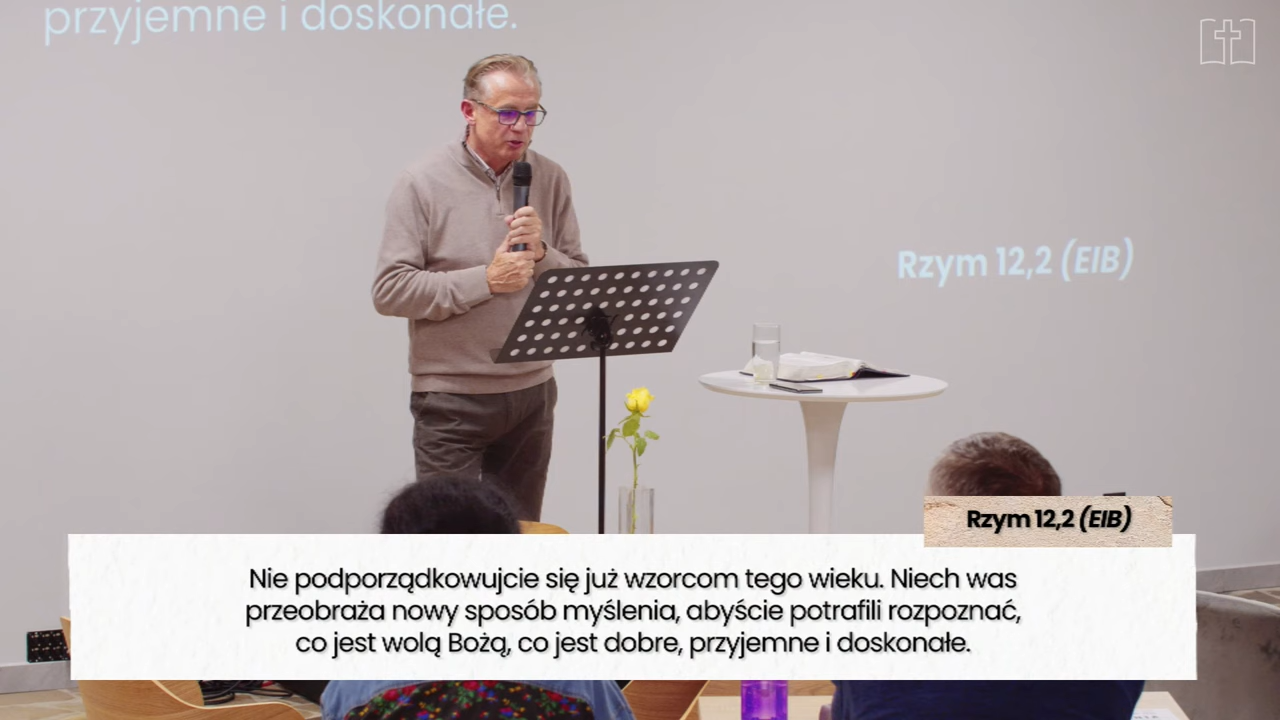 przyjemne i doskonałe.
Rzym 12,2 (EIB)
Rzym 12,2 (EIB)
Nie podporządkowujcie się już wzorcom tego wieku. Niech was
przeobraża nowy sposób myślenia, abyście potrafili rozpoznać,
co jest wolą Bożą, co jest dobre, przyjemne i doskonałe.